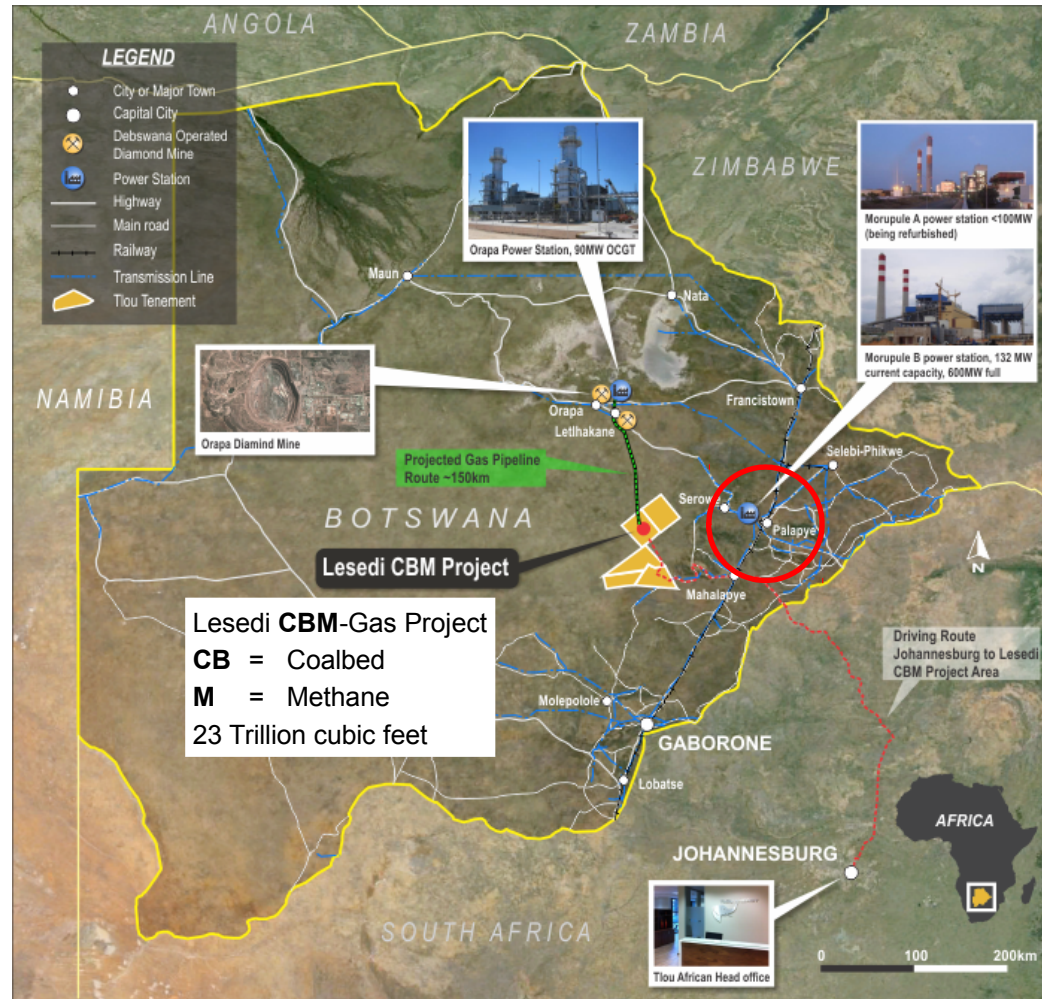 ANGOLA
ZAMBIA
LEGEND
City or Major Town
Capital City
Debswana Operated
Diamond Mine
Power Station
Highway
Main road
Railway
Transmission Line
Tlou Tenement
ZIMBABWE
Orapa Power Station, 90MW OCGT
Morupule A power station <100MW
(being refurbished)
Morupule B power station, 132 MW
current capacity, 600MW full
Maun
Nata
NAMIBIA
Orapa Diamind Mine
Orapa
Letlhakane
Francistown
Selebi-Phikwe
Projected Gas Pipeline
Route ~150km
Serowe
Palapye
BOTSWANA
Lesedi CBM Project
Mahalapye
N
Lesedi CBM-Gas Project
CB = Coalbed
M = Methane
23 Trillion cubic feet
Driving Route
Johannesburg to Lesedi
CBM Project Area
Molepolole
GABORONE
Lobatse
AFRICA
JOHANNESBURG
SOUTH AFRICA
Tlou African Head office
0 100 200km